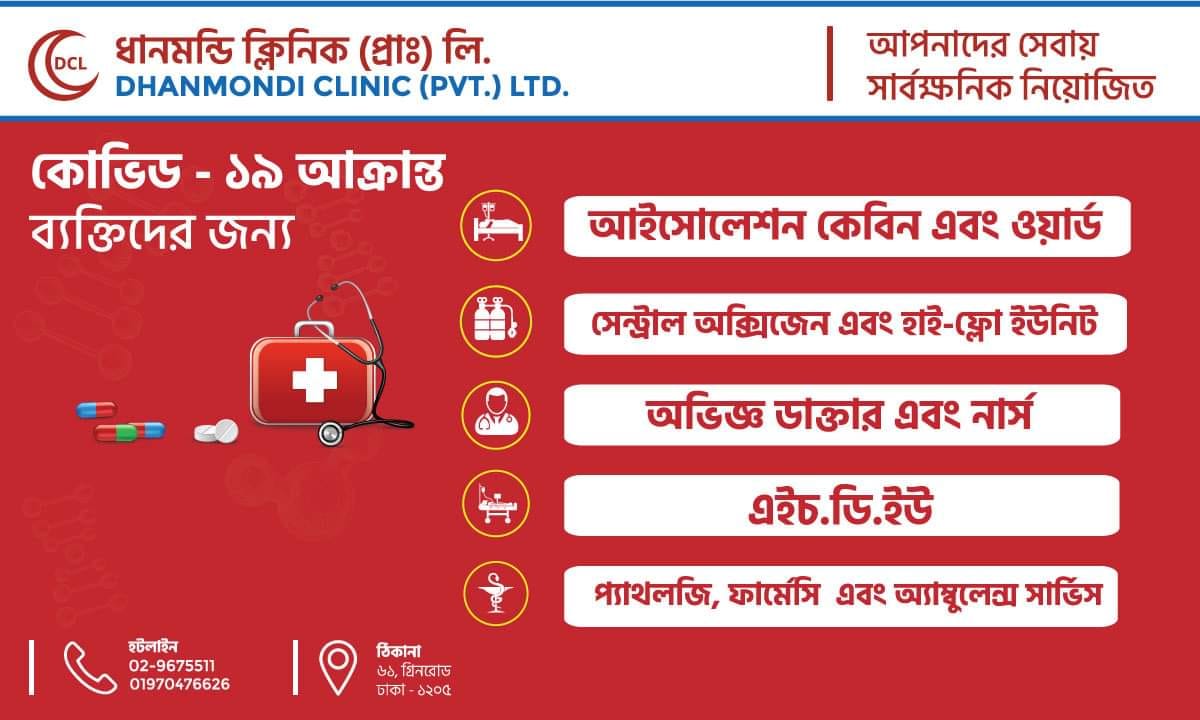 DCL
ধানমন্ডি ক্লিনিক (প্রাঃ) লি.
DHANMONDI CLINIC (PVT.) LTD.
আপনাদের সেবায়
সার্বক্ষনিক নিয়োজিত
কোভিড - ১৯ আক্রান্ত
ব্যক্তিদের জন্য
আইসোলেশন কেবিন এবং ওয়ার্ড
সেন্ট্রাল অক্সিজেন এবং হাই-ফ্লো ইউনিট
অভিজ্ঞ ডাক্তার এবং নার্স
এইচ.ডি.ইউ
প্যাথলজি, ফার্মেসি এবং অ্যাম্বুলেন্স সার্ভিস
হটলাইন
02-9675511
01970476626
ঠিকানা
৬১, গ্রিনরোড
ঢাকা - ১২০৫